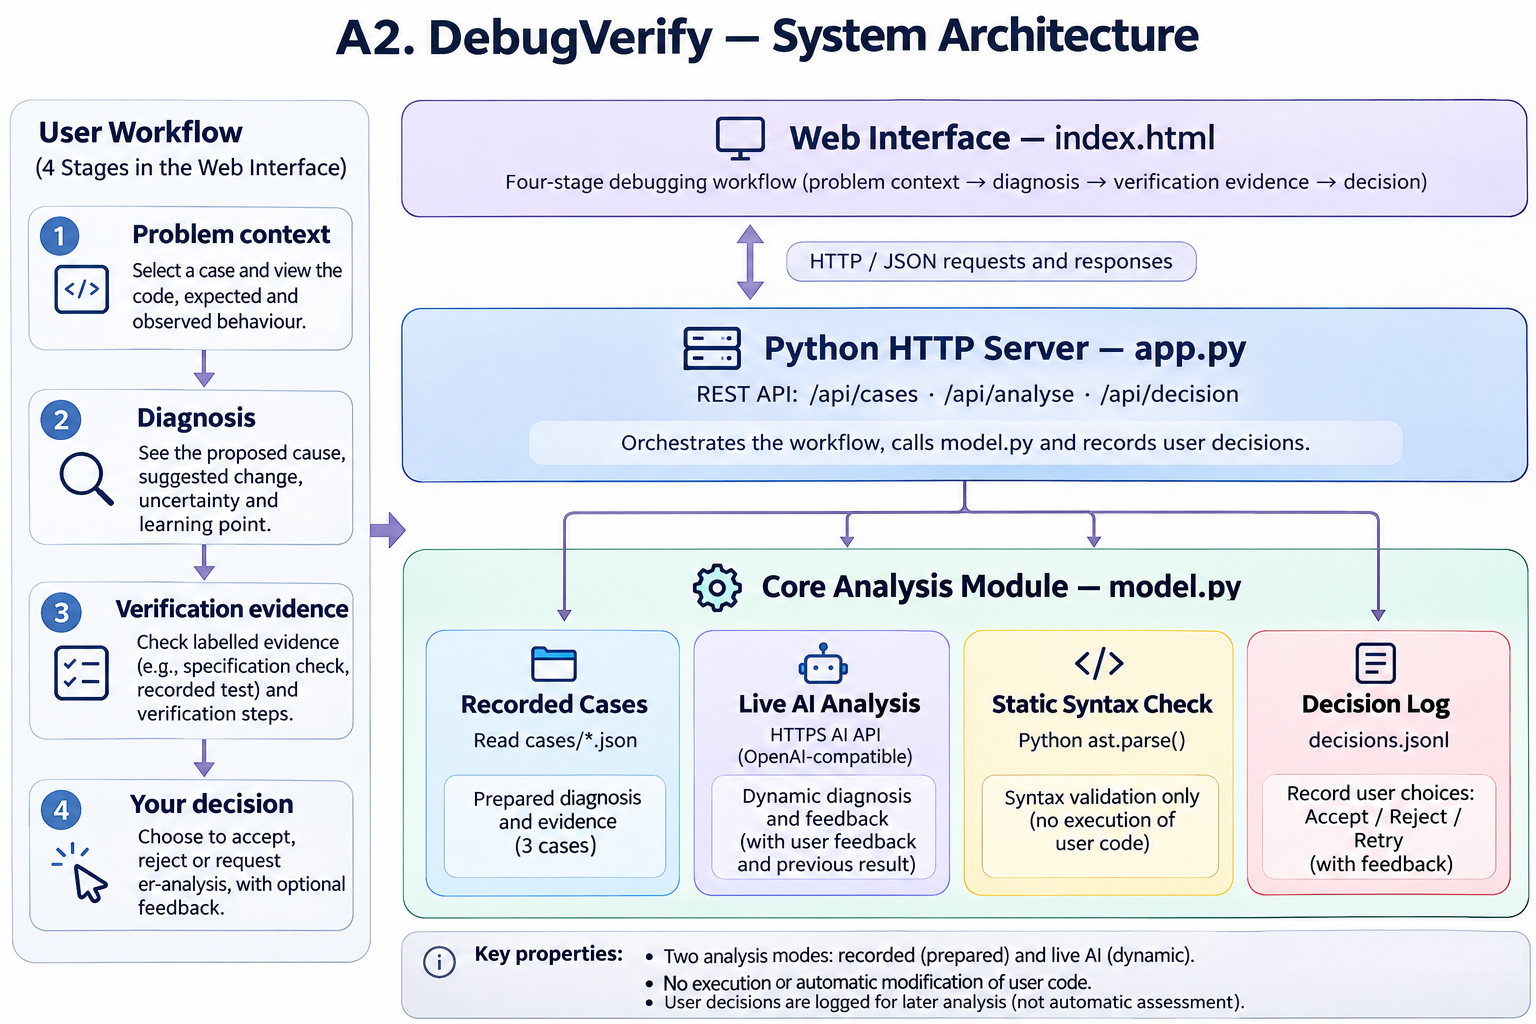 A2. DebugVerify — System Architecture
User Workflow
(4 Stages in the Web Interface)
1
Problem context
</>
Select a case and view the
code, expected and
observed behaviour.
2
Diagnosis
See the proposed cause,
suggested change,
uncertainty and
learning point.
3
Verification evidence
Check labelled evidence
(e.g., specification check,
recorded test) and
verification steps.
4
Your decision
Choose to accept,
reject or request
er-analysis, with optional
feedback.
Web Interface — index.html
Four-stage debugging workflow (problem context → diagnosis → verification evidence → decision)
HTTP / JSON requests and responses
Python HTTP Server — app.py
REST API: /api/cases · /api/analyse · /api/decision
Orchestrates the workflow, calls model.py and records user decisions.
Core Analysis Module — model.py
Recorded Cases
Read cases/*.json
Prepared diagnosis
and evidence
(3 cases)
Live AI Analysis
HTTPS AI API
(OpenAI-compatible)
Dynamic diagnosis
and feedback
(with user feedback
and previous result)
</>
Static Syntax Check
Python ast.parse()
Syntax validation only
(no execution of
user code)
Decision Log
decisions.jsonl
Record user choices:
Accept / Reject /
Retry
(with feedback)
i
Key properties:
• Two analysis modes: recorded (prepared) and live AI (dynamic).
• No execution or automatic modification of user code.
• User decisions are logged for later analysis (not automatic assessment).